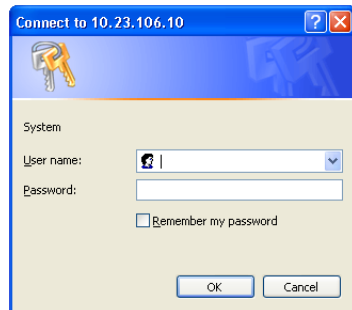 Connect to 10.23.106.10
System
User name:
Password:
Remember my password
OK Cancel